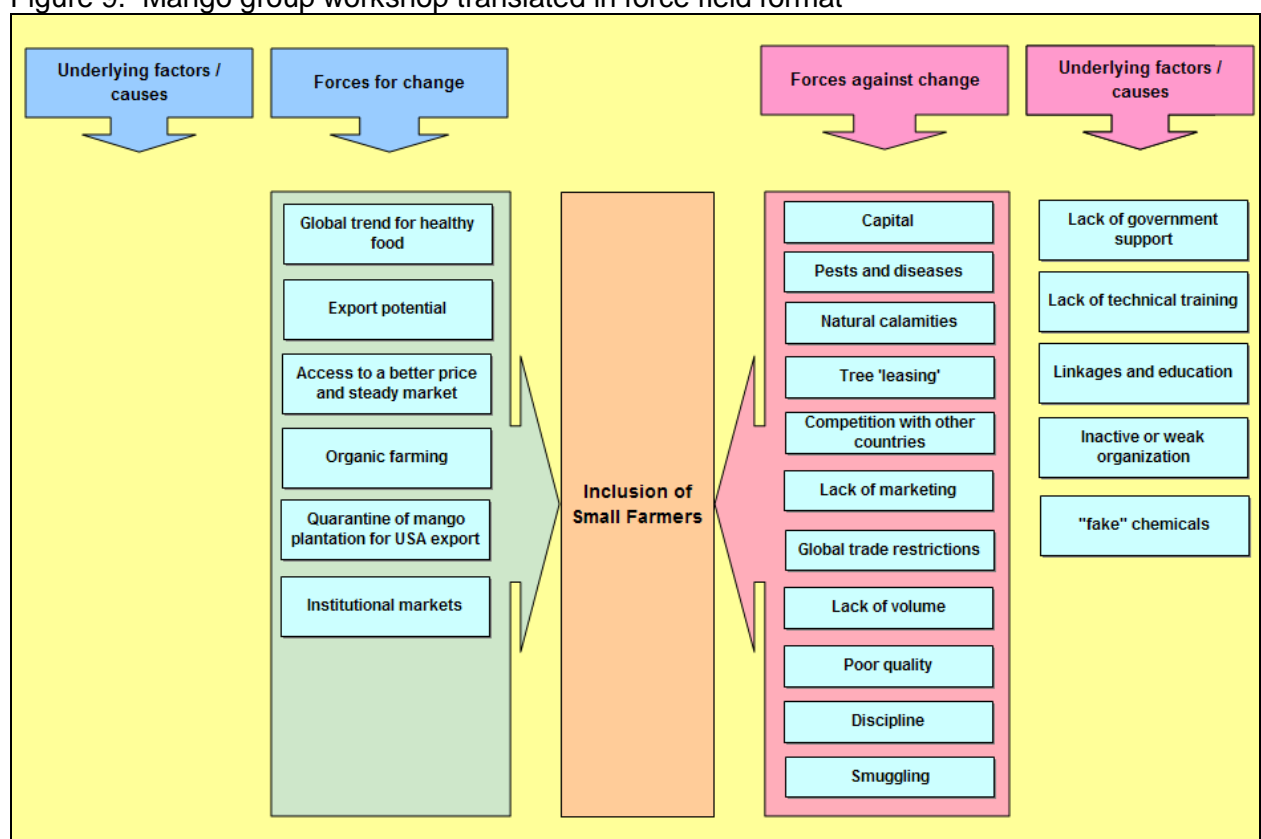 Figure 9: Mango group workshop translated in force field format
Underlying factors /
causes
Forces for change
Forces against change
Underlying factors /
causes
Global trend for healthy
food
Export potential
Access to a better price
and steady market
Organic farming
Quarantine of mango
plantation for USA export
Institutional markets
Inclusion of
Small Farmers
Capital
Pests and diseases
Natural calamities
Tree 'leasing'
Competition with other
countries
Lack of marketing
Global trade restrictions
Lack of volume
Poor quality
Discipline
Smuggling
Lack of government
support
Lack of technical training
Linkages and education
Inactive or weak
organization
"fake" chemicals